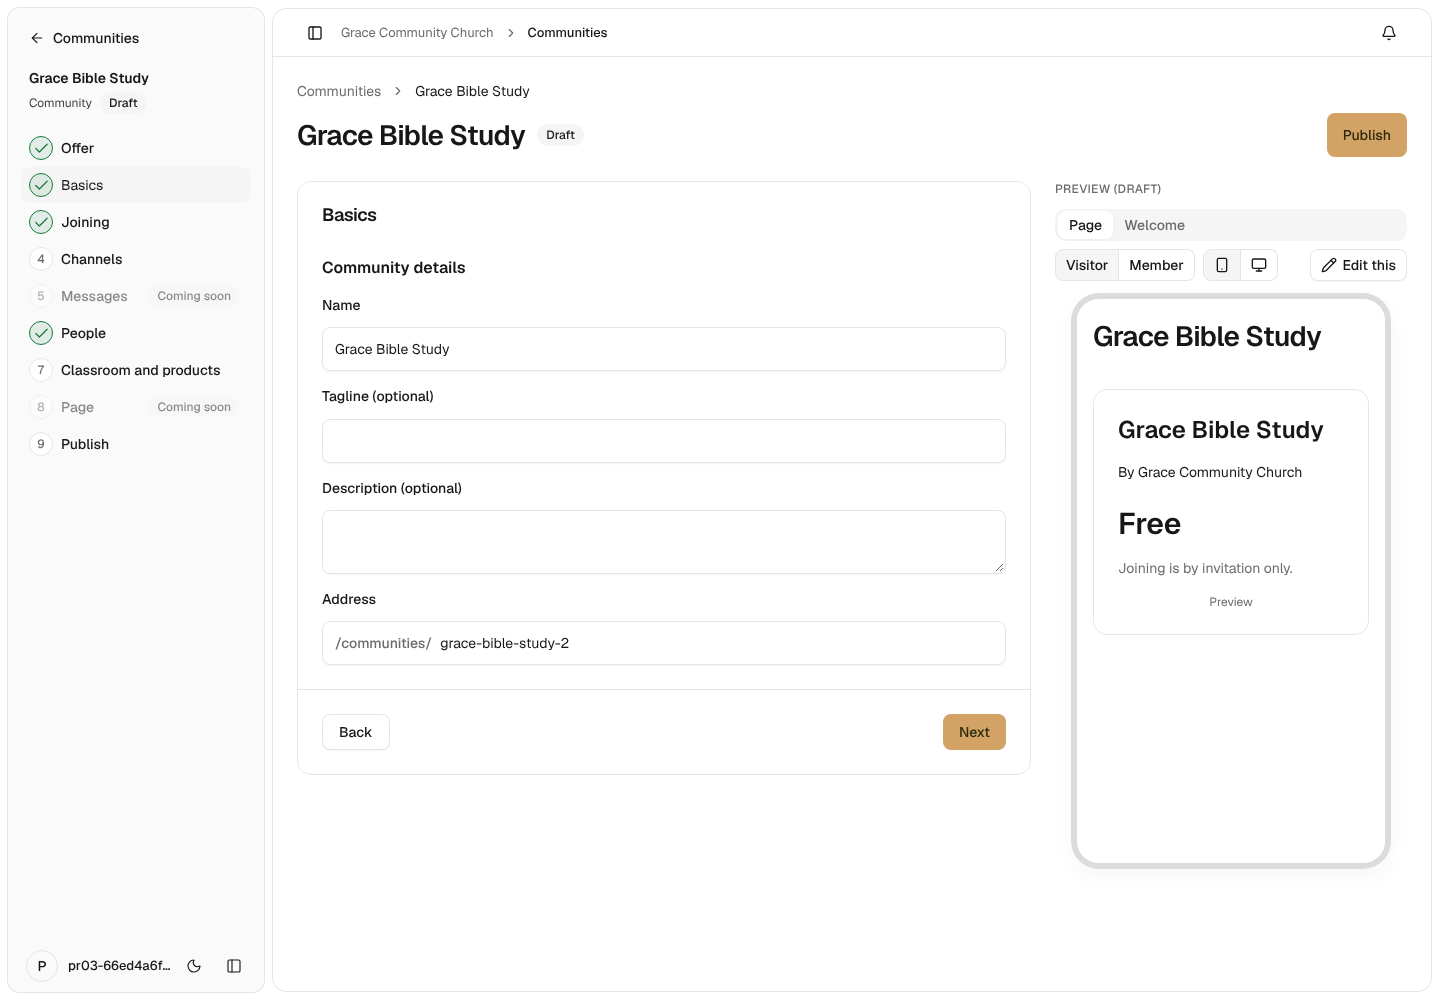 Communities
Grace Bible Study
Community Draft
Offer
Basics
Joining
4 Channels
5 Messages Coming soon
People
7 Classroom and products
8 Page Coming soon
9 Publish
P pr03-66ed4a6f...
Grace Community Church > Communities
Communities > Grace Bible Study
Grace Bible Study Draft
Publish
Basics
Community details
Name
Grace Bible Study
Tagline (optional)
Description (optional)
Address
/communities/ grace-bible-study-2
Back Next
PREVIEW (DRAFT)
Page Welcome
Visitor Member Edit this
Grace Bible Study
Grace Bible Study
By Grace Community Church
Free
Joining is by invitation only.
Preview